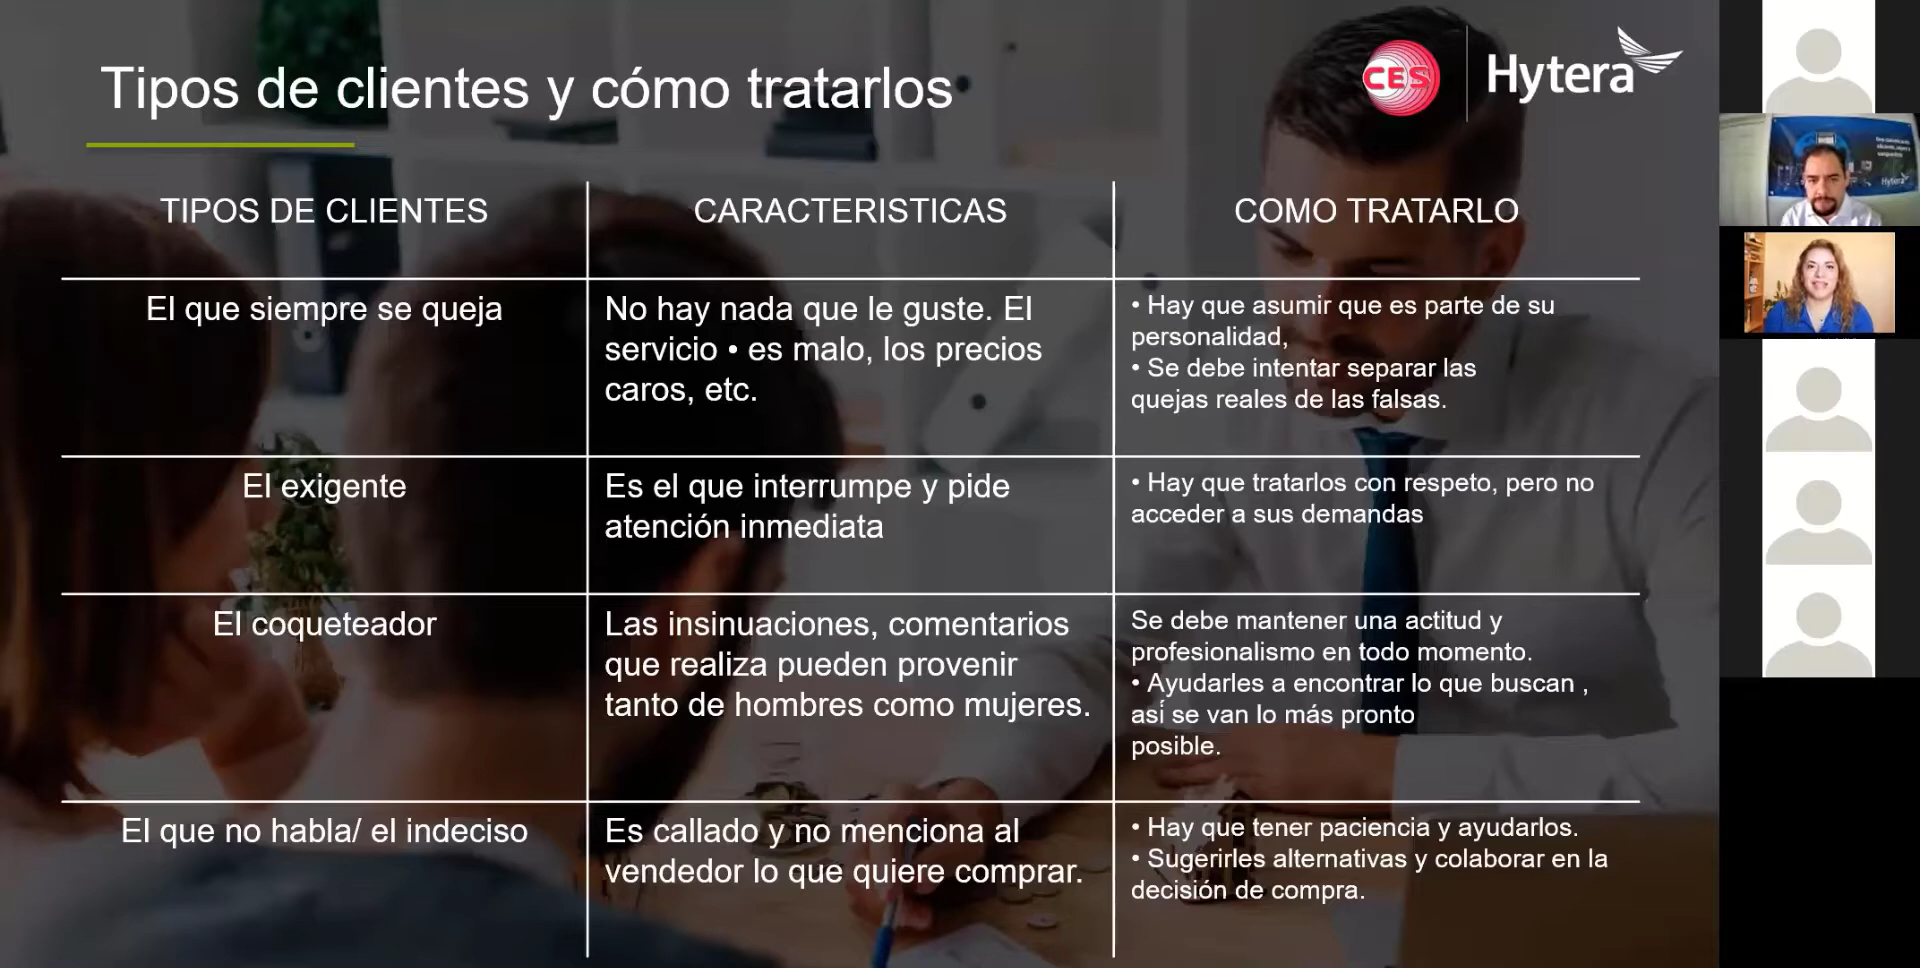 Tipos de clientes y cómo tratarlos
CES
Hytera
TIPOS DE CLIENTES
CARACTERISTICAS
COMO TRATARLO
El que siempre se queja
No hay nada que le guste. El
servicio • es malo, los precios
caros, etc.
• Hay que asumir que es parte de su
personalidad,
• Se debe intentar separar las
quejas reales de las falsas.
El exigente
Es el que interrumpe y pide
atención inmediata
• Hay que tratarlos con respeto, pero no
acceder a sus demandas
El coqueteador
Las insinuaciones, comentarios
que realiza pueden provenir
tanto de hombres como mujeres.
Se debe mantener una actitud y
profesionalismo en todo momento.
• Ayudarles a encontrar lo que buscan ,
así se van lo más pronto
posible.
El que no habla/ el indeciso
Es callado y no menciona al
vendedor lo que quiere comprar.
• Hay que tener paciencia y ayudarlos.
• Sugerirles alternativas y colaborar en la
decisión de compra.
Hytera